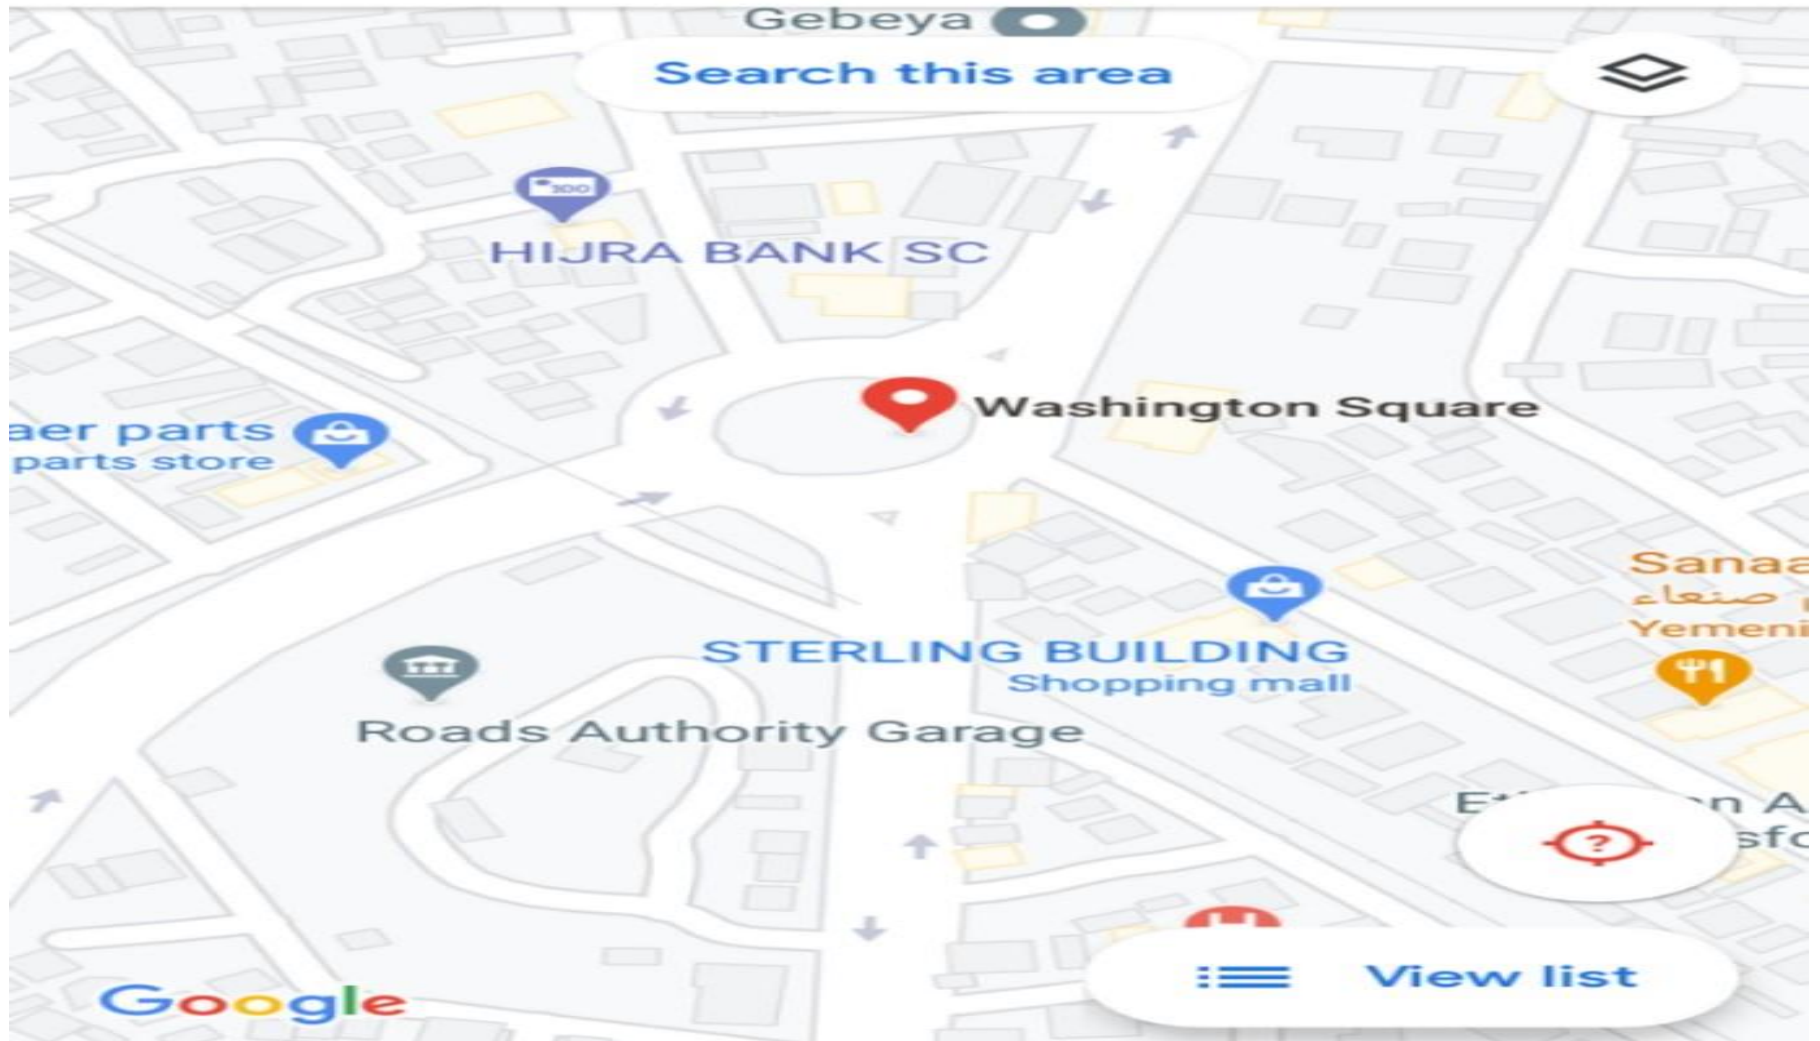 Gebeya
Search this area
HIJRA BANK SC
Washington Square
aer parts
parts store
Sanaa
صنعاء
Yemeni
STERLING BUILDING
Shopping mall
Roads Authority Garage
n A
sfo
?
H
View list
Google